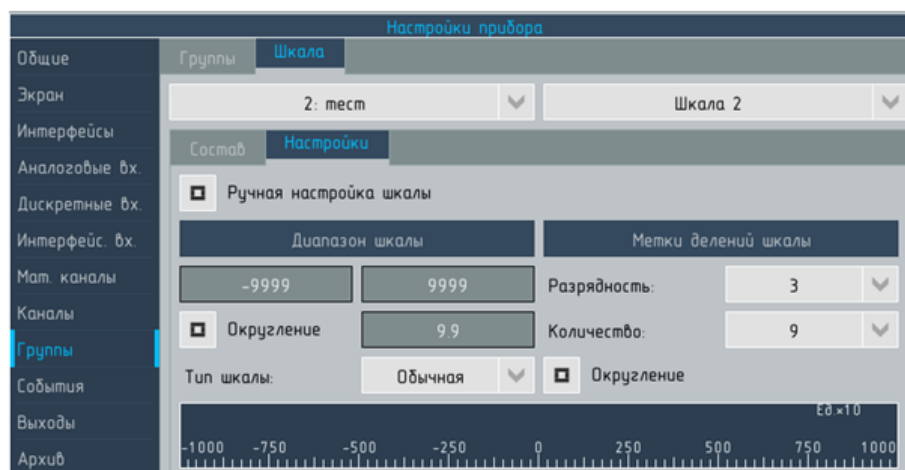 Настройки прибора
Общие
Экран
Интерфейсы
Аналоговые вх.
Дискретные вх.
Интерфейс. вх.
Мат. каналы
Каналы
Группы
События
Выходы
Архив
Группы Шкала
2: тест Шкала 2
Состав Настройки
Ручная настройка шкалы
Диапазон шкалы Метки делений шкалы
-9999 9999 Разрядность: 3
Округление 9.9 Количество: 9
Тип шкалы: Обычная Округление
Ед.×10
-1000 -750 -500 -250 0 250 500 750 1000